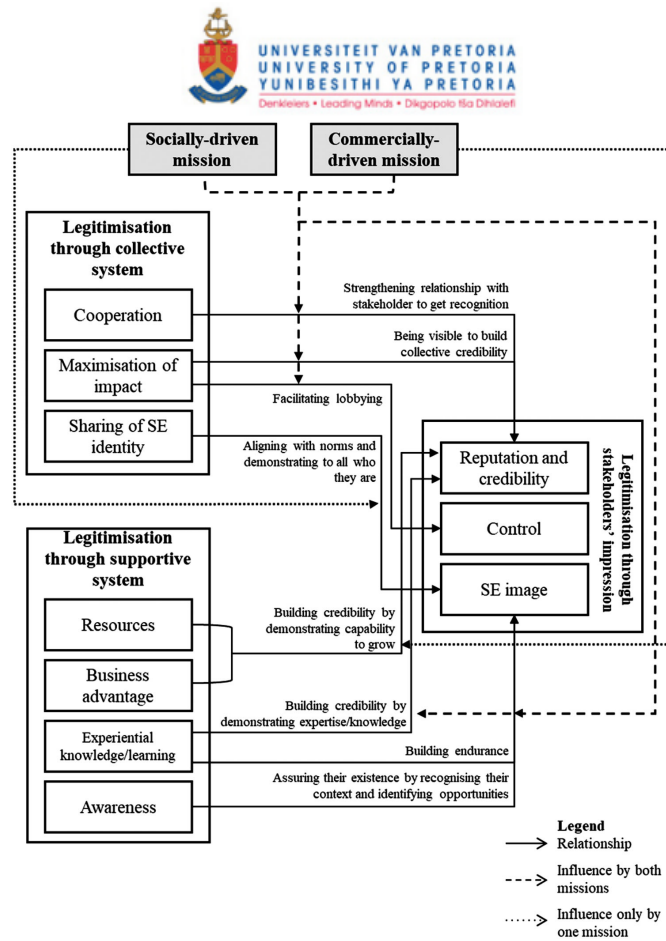 UNIVERSITEIT VAN PRETORIA
UNIVERSITY OF PRETORIA
YUNIBESITHI YA PRETORIA
Denkleiers • Leading Minds • Dikgopolo tša Dihlalefi
Socially-driven
mission
Commercially-
driven mission
Legitimisation
through collective
system
Cooperation
Maximisation of
impact
Sharing of SE
identity
Strengthening relationship with
stakeholder to get recognition
Being visible to build
collective credibility
Facilitating lobbying
Aligning with norms and
demonstrating to all who
they are
Reputation and
credibility
Control
SE image
Legitimisation through
stakeholders' impression
Legitimisation
through supportive
system
Resources
Business
advantage
Experiential
knowledge/learning
Awareness
Building credibility by
demonstrating capability
to grow
Building credibility by
demonstrating expertise/knowledge
Building endurance
Assuring their existence by recognising their
context and identifying opportunities
Legend
Relationship
Influence by both
missions
Influence only by
one mission